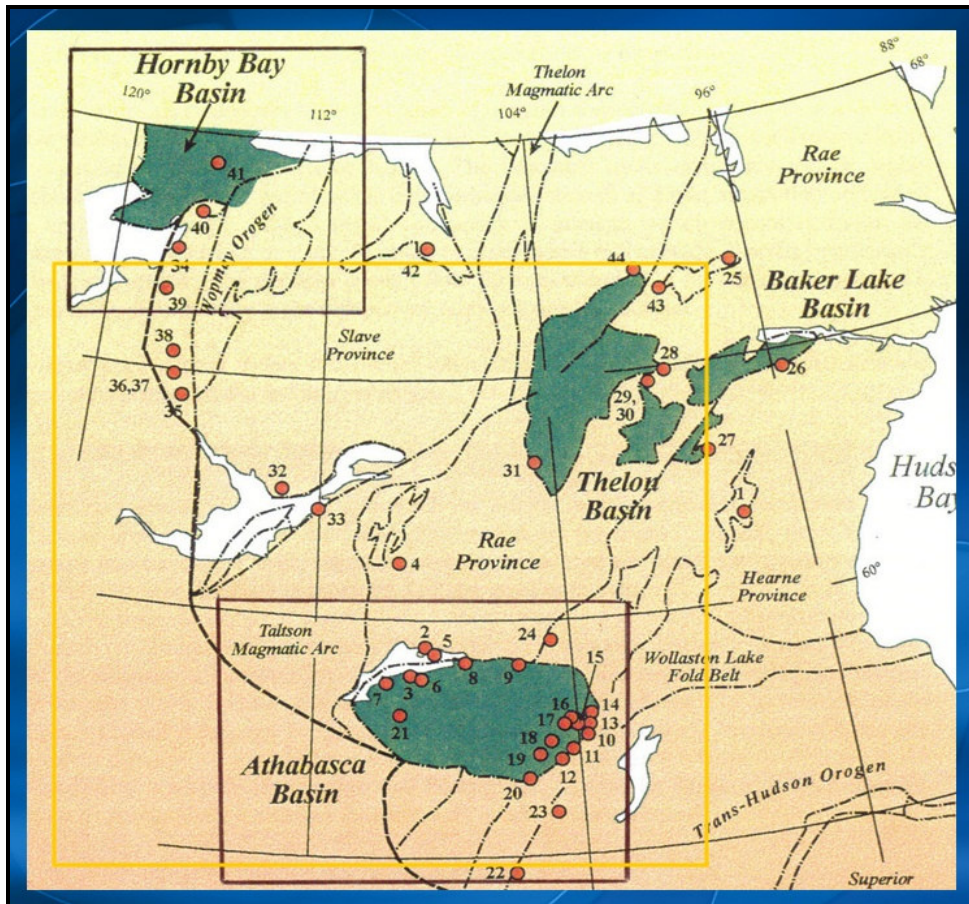 Hornby Bay
Basin
120°
112°
Thelon
Magmatic Arc
104°
96°
88°
68°
Rae
Province
41
40
34
39
Wopmey Orogen
1
42
44
43
25
Baker Lake
Basin
38
36,37
35
Slave
Province
28
29,
30
26
27
32
33
31
Thelon
Basin
1
Huds
Bay
4
Rae
Province
60°
Hearne
Province
Taltson
Magmatic Arc
2
5
24
15
Wollaston Lake
Fold Belt
7
3
6
8
9
21
16
17
14
13
10
18
19
11
12
Athabasca
Basin
20
23
22
Trans-Hudson Orogen
Superior